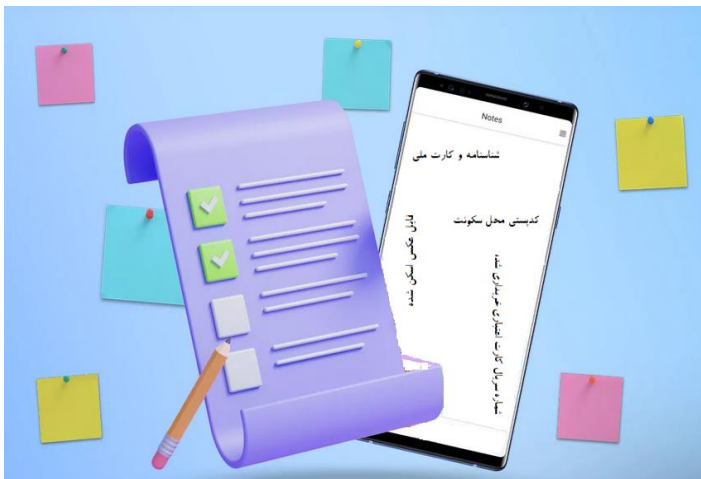 Notes
شناسنامه و کارت ملی
کدپستی محل سکونت
فایل عکس اسکن شده
شماره سریال کارت اعتباری خریداری شده